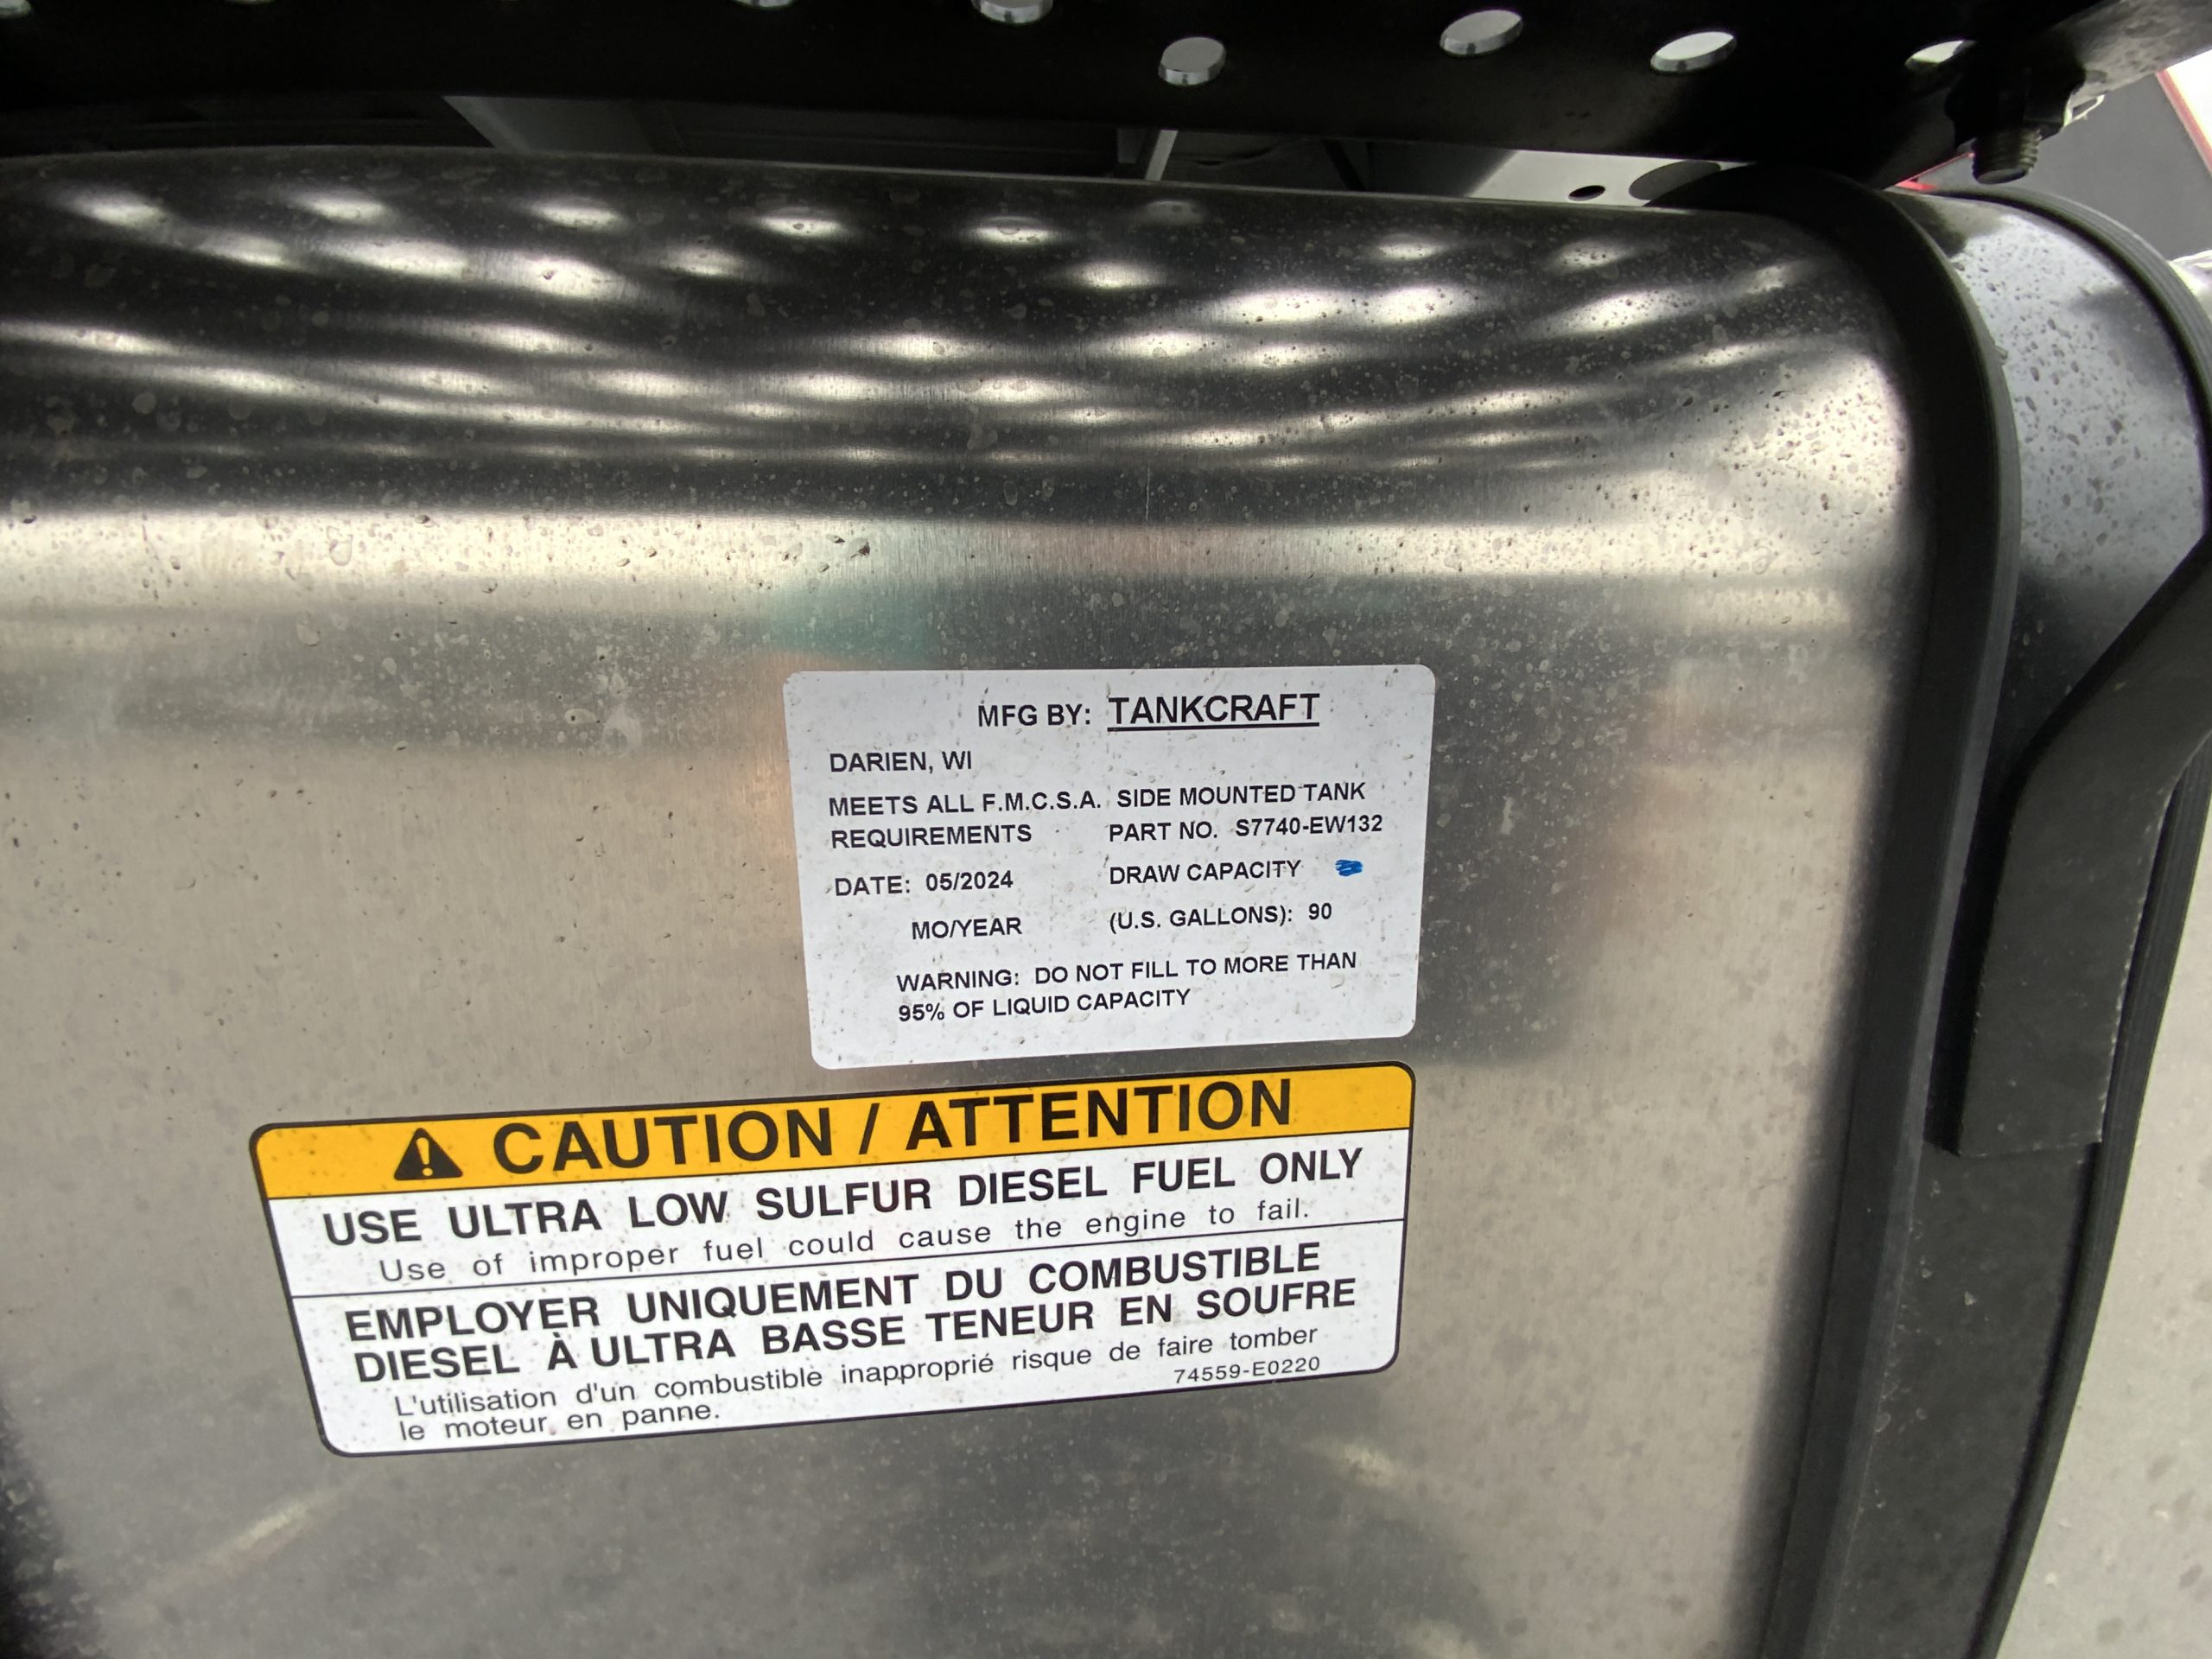 MFG BY: TANKCRAFT
DARIEN, WI
MEETS ALL F.M.C.S.A. SIDE MOUNTED TANK
REQUIREMENTS PART NO. S7740-EW132
DATE: 05/2024 DRAW CAPACITY
MO/YEAR (U.S. GALLONS): 90
WARNING: DO NOT FILL TO MORE THAN
95% OF LIQUID CAPACITY
CAUTION / ATTENTION
USE ULTRA LOW SULFUR DIESEL FUEL ONLY
Use of improper fuel could cause the engine to fail.
EMPLOYER UNIQUEMENT DU COMBUSTIBLE
DIESEL À ULTRA BASSE TENEUR EN SOUFRE
L'utilisation d'un combustible inapproprié risque de faire tomber
le moteur en panne.
74559-E0220